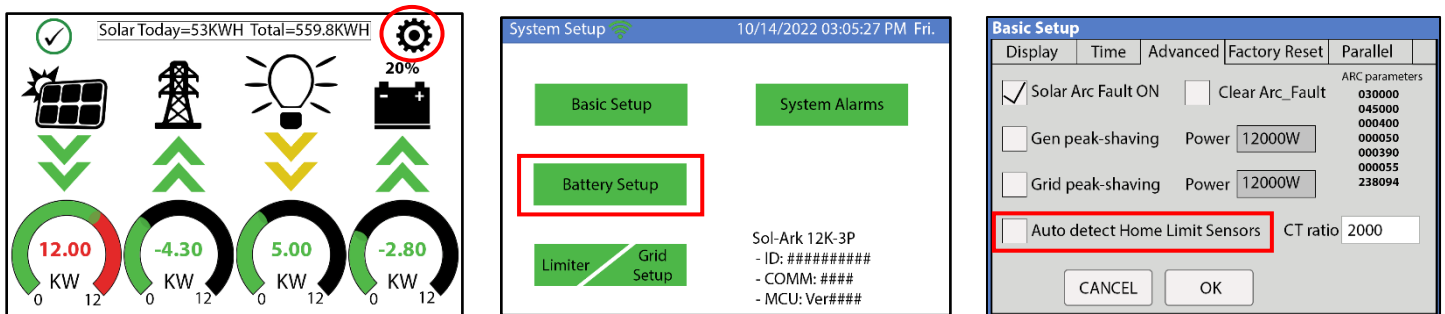 Solar Today=53KWH Total=559.8KWH
20%
- +
12.00
KW
0 12
-4.30
KW
0 12
5.00
KW
0 12
-2.80
KW
0 12
System Setup 10/14/2022 03:05:27 PM Fri.
Basic Setup
System Alarms
Battery Setup
Limiter
Grid
Setup
Sol-Ark 12K-3P
- ID: ##########
- COMM: ####
- MCU: Ver####
Basic Setup
Display Time Advanced Factory Reset Parallel
Solar Arc Fault ON Clear Arc_Fault
ARC parameters
030000
045000
000400
000050
000390
000055
238094
Gen peak-shaving Power 12000W
Grid peak-shaving Power 12000W
Auto detect Home Limit Sensors CT ratio 2000
CANCEL OK